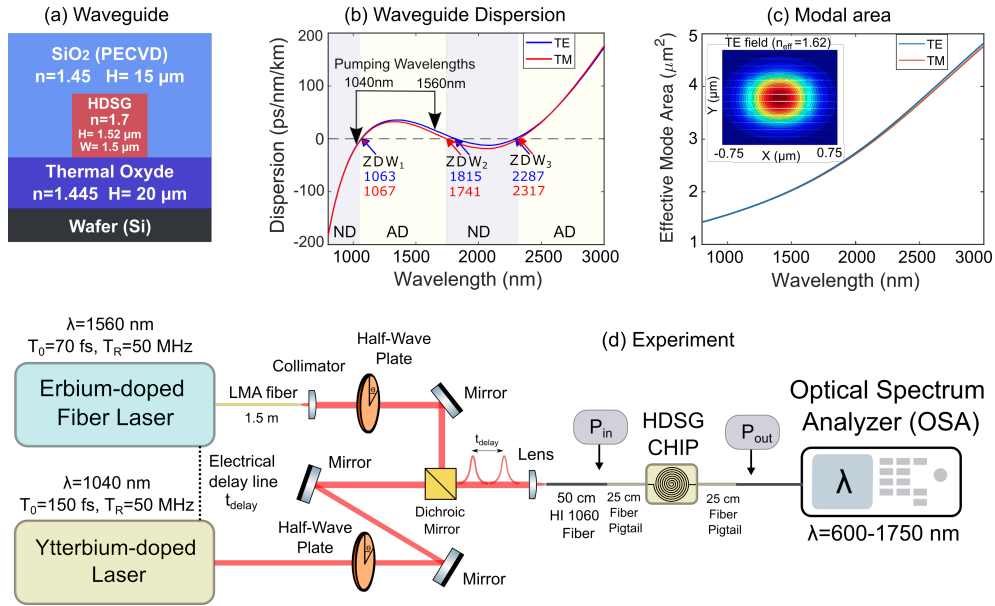 (a) Waveguide
SiO2 (PECVD)
n=1.45 H= 15 µm
HDSG
n=1.7
H= 1.52 µm
W= 1.5 µm
Thermal Oxyde
n=1.445 H= 20 µm
Wafer (Si)
(b) Waveguide Dispersion
Dispersion (ps/nm/km)
200
100
0
-100
-200
TE
TM
Pumping Wavelengths
1040nm
1560nm
ZDW1
1063
1067
ZDW2
1815
1741
ZDW3
2287
2317
ND
AD
ND
AD
1000
1500
2000
2500
3000
Wavelength (nm)
(c) Modal area
Effective Mode Area (µm2)
5
4
3
2
1
TE field (neff=1.62)
Y (µm)
-0.75
X (µm)
0.75
TE
TM
1000
1500
2000
2500
3000
Wavelength (nm)
(d) Experiment
λ=1560 nm
T0=70 fs, TR=50 MHz
Erbium-doped
Fiber Laser
LMA fiber
1.5 m
Collimator
Half-Wave
Plate
θ
Mirror
λ=1040 nm
T0=150 fs, TR=50 MHz
Ytterbium-doped
Laser
Electrical
delay line
tdelay
Mirror
Half-Wave
Plate
θ
Mirror
Dichroic
Mirror
tdelay
Lens
Pin
50 cm
HI 1060
Fiber
25 cm
Fiber
Pigtail
HDSG
CHIP
Pout
25 cm
Fiber
Pigtail
Optical Spectrum
Analyzer (OSA)
λ
λ=600-1750 nm